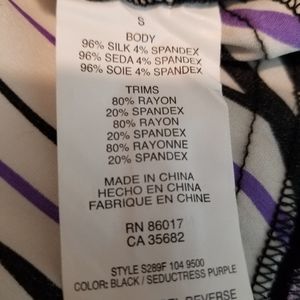 S
BODY
96% SILK 4% SPANDEX
96% SEDA 4% SPANDEX
96% SOIE 4% SPANDEX
TRIMS
80% RAYON
20% SPANDEX
80% RAYON
20% SPANDEX
80% RAYONNE
20% SPANDEX
MADE IN CHINA
HECHO EN CHINA
FABRIQUE EN CHINE
RN 86017
CA 35682
STYLE S289F 104 9500
COLOR: BLACK / SEDUCTRESS PURPLE
REVERSE